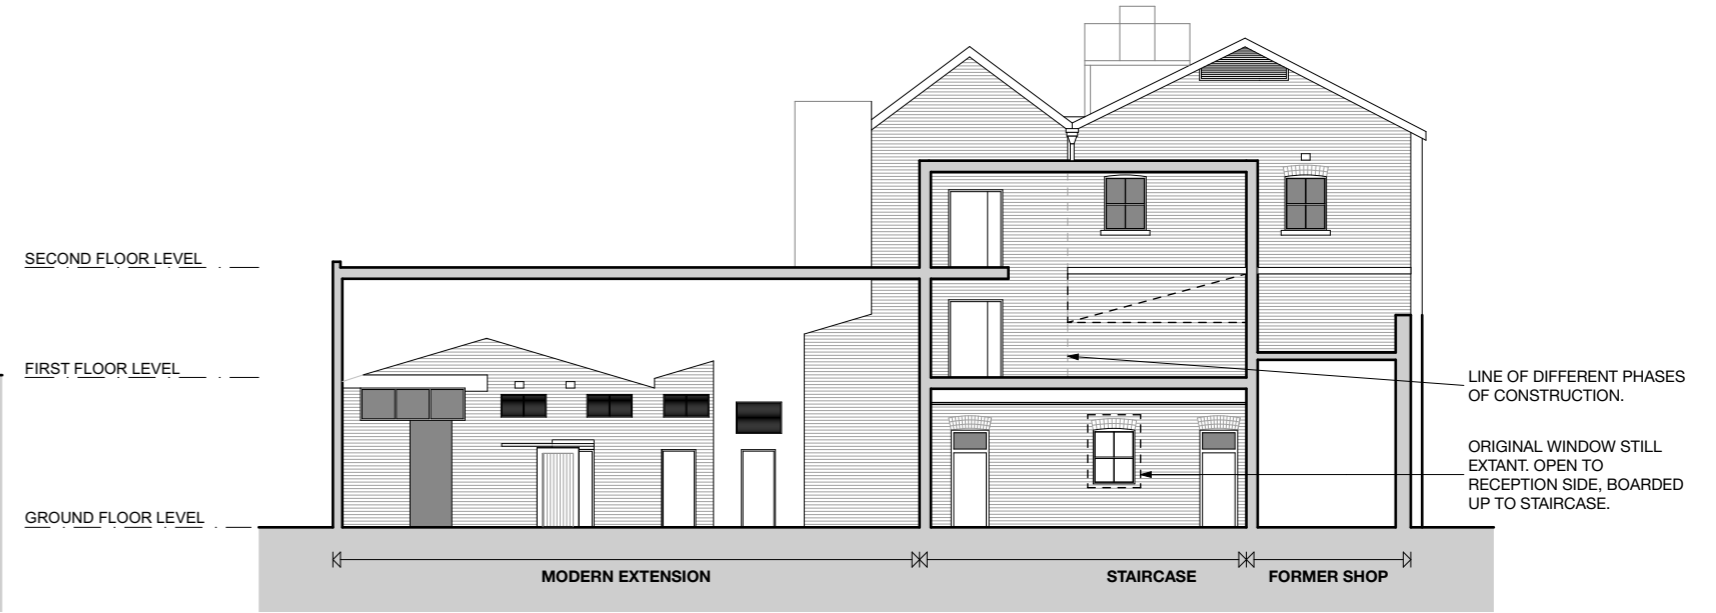 SECOND FLOOR LEVEL
FIRST FLOOR LEVEL
GROUND FLOOR LEVEL
LINE OF DIFFERENT PHASES
OF CONSTRUCTION.
ORIGINAL WINDOW STILL
EXTANT. OPEN TO
RECEPTION SIDE, BOARDED
UP TO STAIRCASE.
MODERN EXTENSION
STAIRCASE
FORMER SHOP